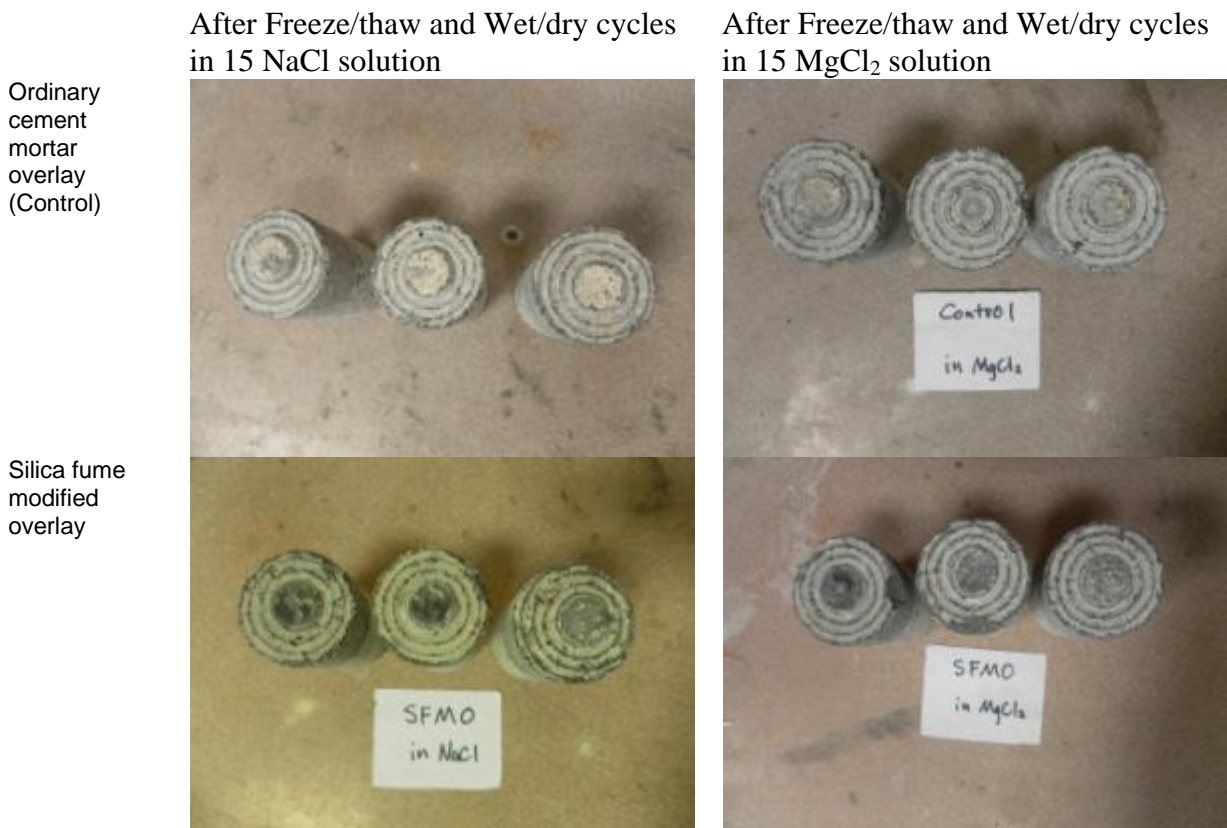 After Freeze/thaw and Wet/dry cycles
in 15 NaCl solution
After Freeze/thaw and Wet/dry cycles
in 15 MgCl₂ solution
Ordinary
cement
mortar
overlay
(Control)
Control
in MgCl₂
Silica fume
modified
overlay
SFMO
in NaCl
SFMO
in MgCl₂